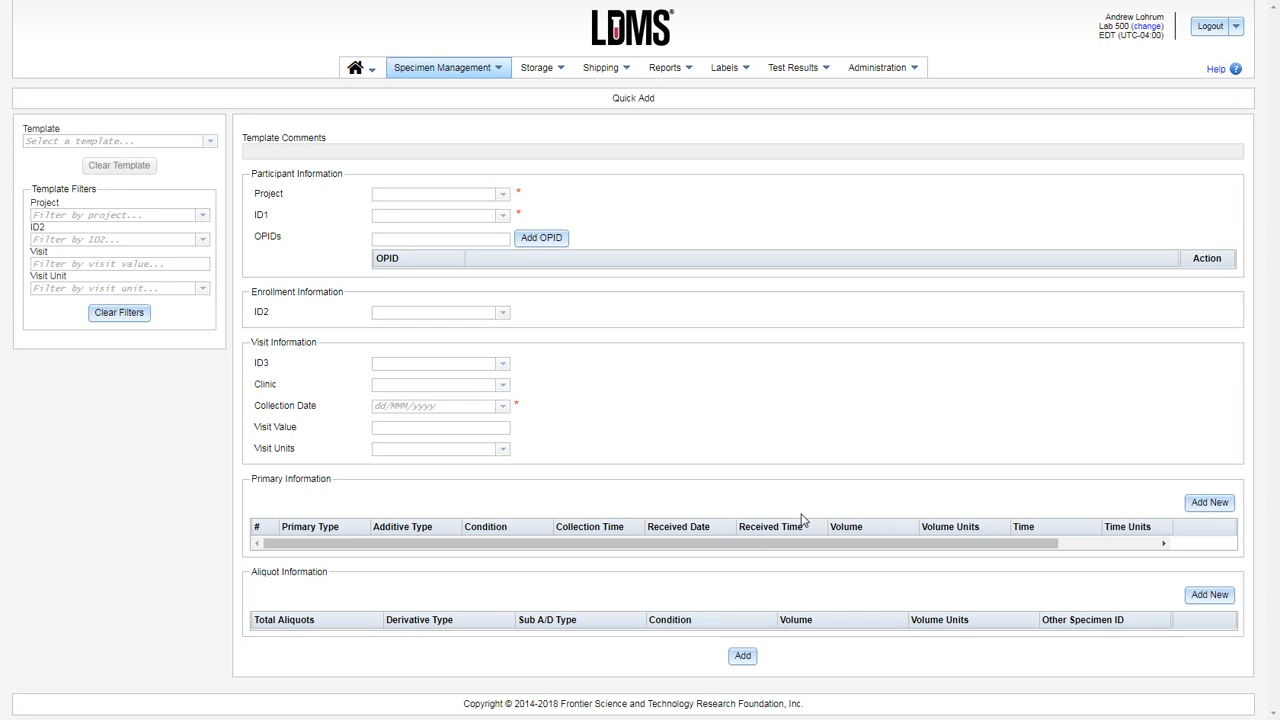 LDMS®
Andrew Lohrum
Lab 500 (change)
EDT (UTC-04:00)
Logout
Specimen Management
Storage
Shipping
Reports
Labels
Test Results
Administration
Help ?
Quick Add
Template
Select a template...
Clear Template
Template Filters
Project
Filter by project...
ID2
Filter by ID2...
Visit
Filter by visit value...
Visit Unit
Filter by visit unit...
Clear Filters
Template Comments
Participant Information
Project *
ID1 *
OPIDs Add OPID
OPID Action
Enrollment Information
ID2
Visit Information
ID3
Clinic
Collection Date dd/MMM/yyyy *
Visit Value
Visit Units
Primary Information
Add New
# Primary Type Additive Type Condition Collection Time Received Date Received Time Volume Volume Units Time Time Units
Aliquot Information
Add New
Total Aliquots Derivative Type Sub A/D Type Condition Volume Volume Units Other Specimen ID
Add
Copyright © 2014-2018 Frontier Science and Technology Research Foundation, Inc.